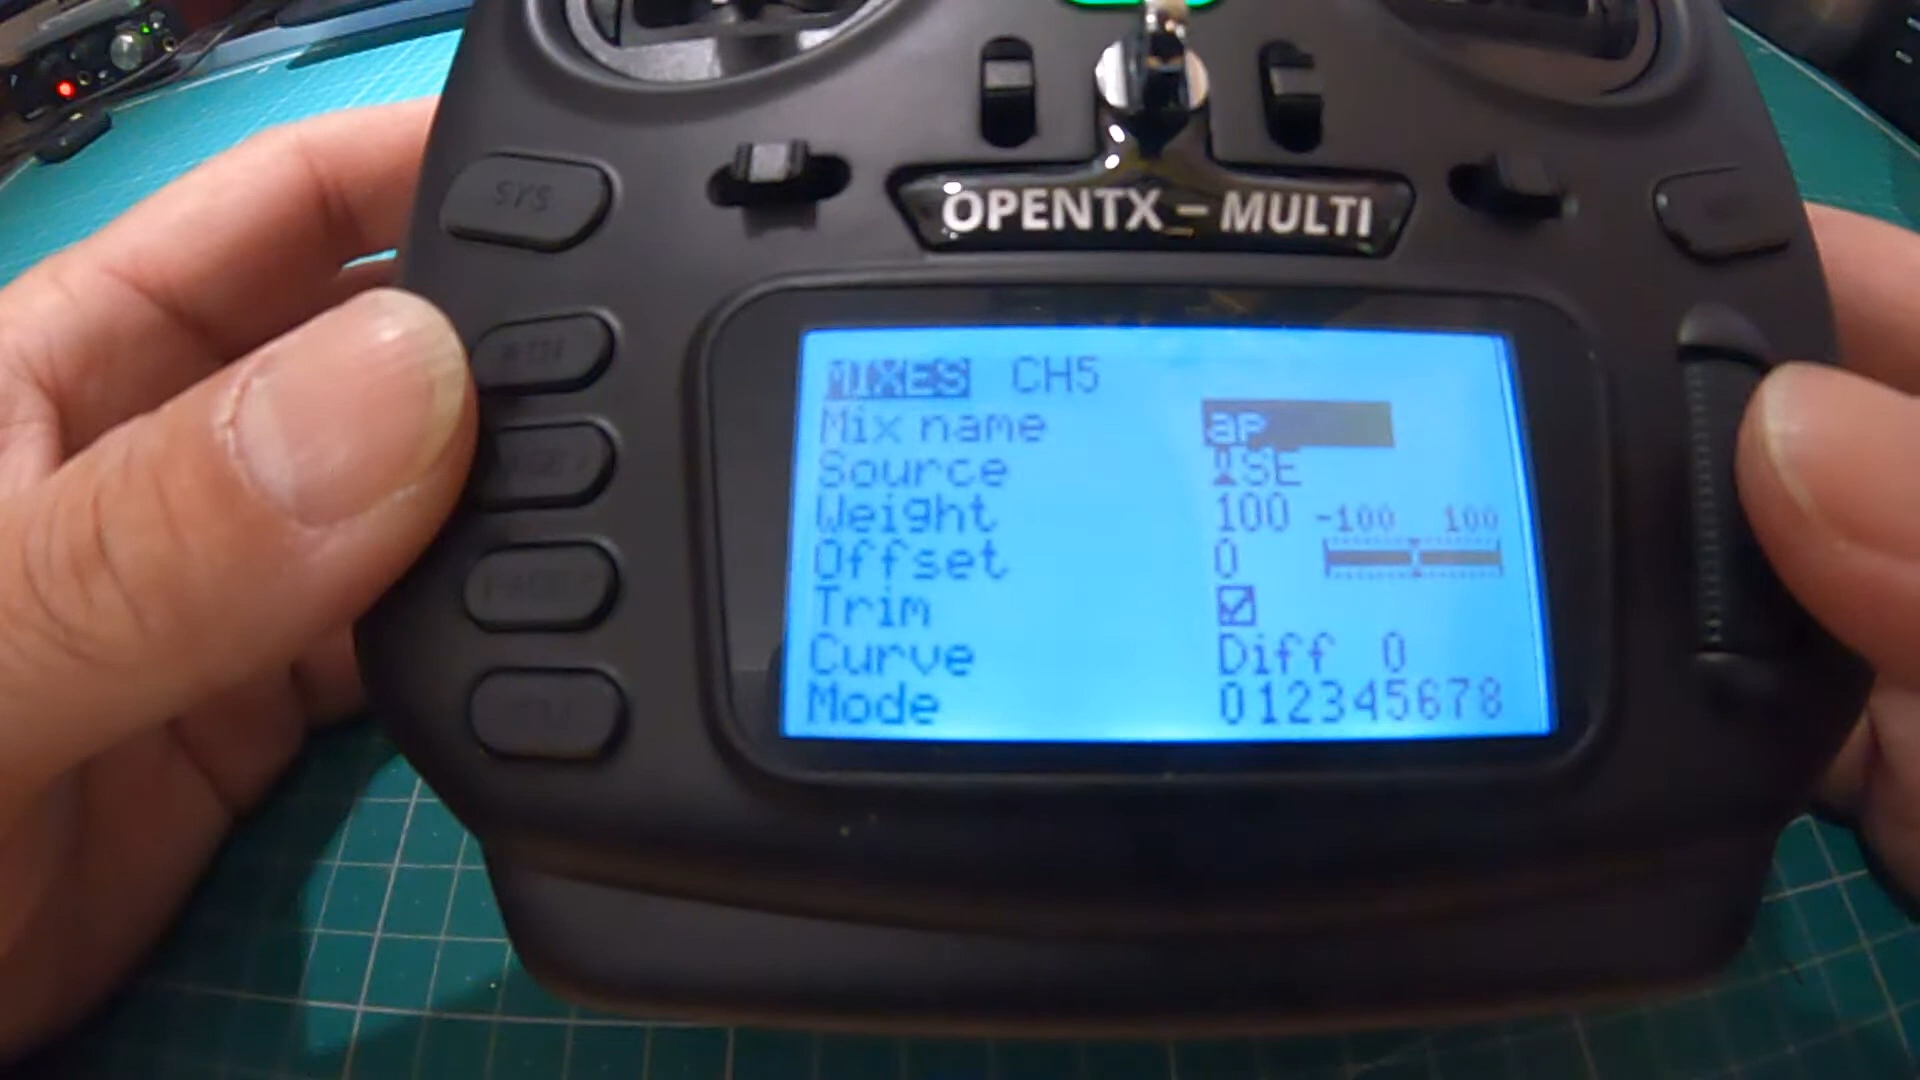 SYS
OPENTX - MULTI
RTN
MIXES CH5
Mix name ap
Source SE
Weight 100 -100 100
Offset 0
Trim
Curve Diff 0
Mode 012345678